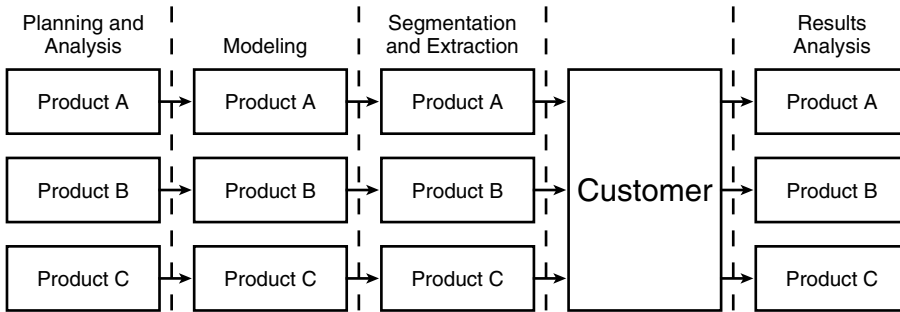 Planning and
Analysis
Modeling
Segmentation
and Extraction
Results
Analysis
Product A
Product A
Product A
Product A
Product B
Product B
Product B
Customer
Product B
Product C
Product C
Product C
Product C